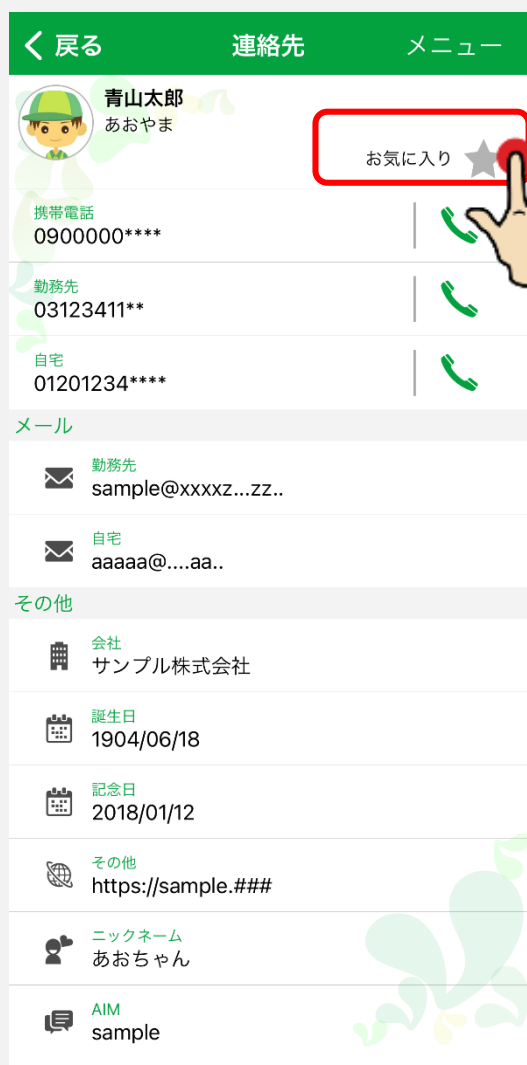 戻る 連絡先 メニュー
青山太郎
あおやま
お気に入り
携帯電話
0900000****
勤務先
03123411**
自宅
01201234****
メール
勤務先
sample@xxxxz...zz..
自宅
aaaaa@....aa..
その他
会社
サンプル株式会社
誕生日
1904/06/18
記念日
2018/01/12
その他
https://sample.###
ニックネーム
あおちゃん
AIM
sample